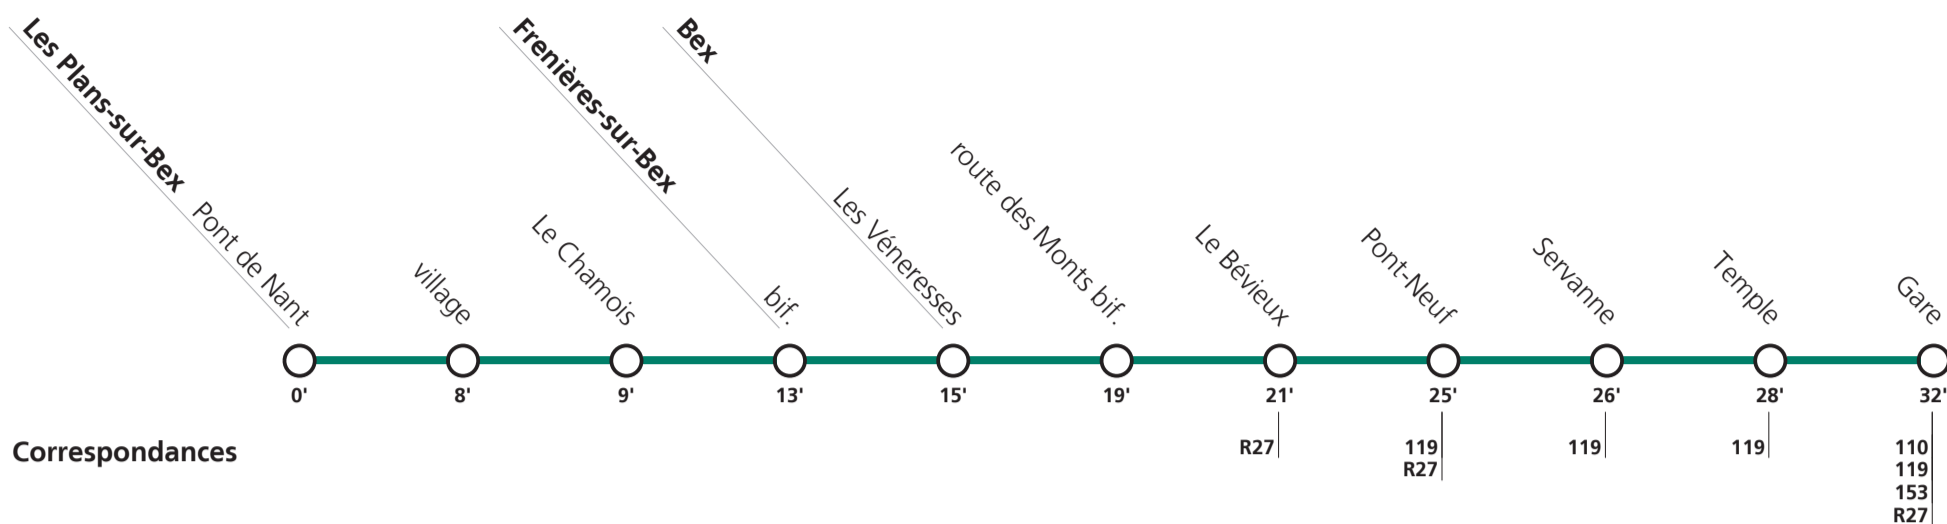 Les Plans-sur-Bex Pont de Nant
village
Le Chamois
Frenières-sur-Bex bif.
Bex Les Véneresses
route des Monts bif.
Le Bévieux
Pont-Neuf
Servanne
Temple
Gare
0' 8' 9' 13' 15' 19' 21' 25' 26' 28' 32'
Correspondances
R27 119 119 119 110
R27 119
153
R27